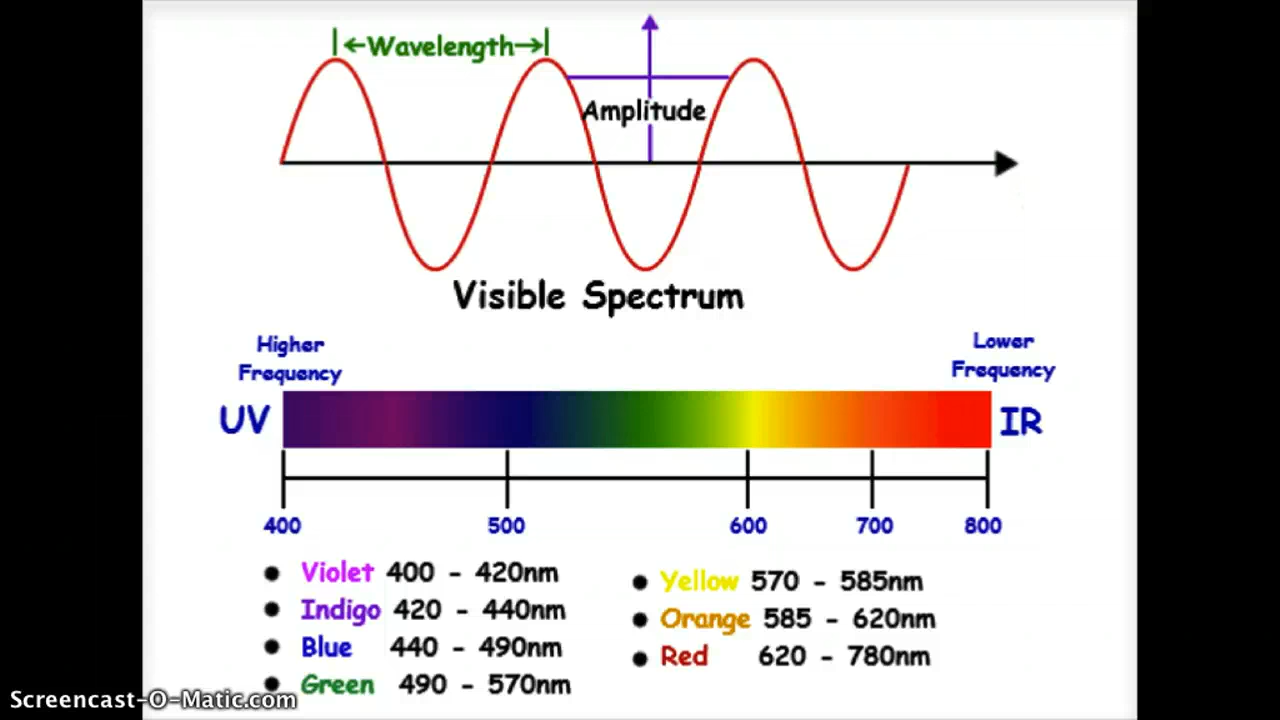 Wavelength
Amplitude
Visible Spectrum
Higher
Frequency
Lower
Frequency
UV
IR
400 500 600 700 800
Violet 400 - 420nm
Indigo 420 - 440nm
Blue 440 - 490nm
Green 490 - 570nm
Yellow 570 - 585nm
Orange 585 - 620nm
Red 620 - 780nm
Screencast-O-Matic.com